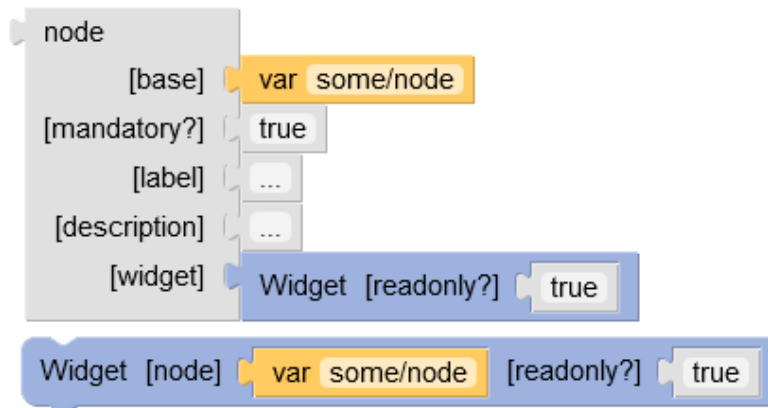 node
[base] var some/node
[mandatory?] true
[label] ...
[description] ...
[widget] Widget [readonly?] true
Widget [node] var some/node [readonly?] true